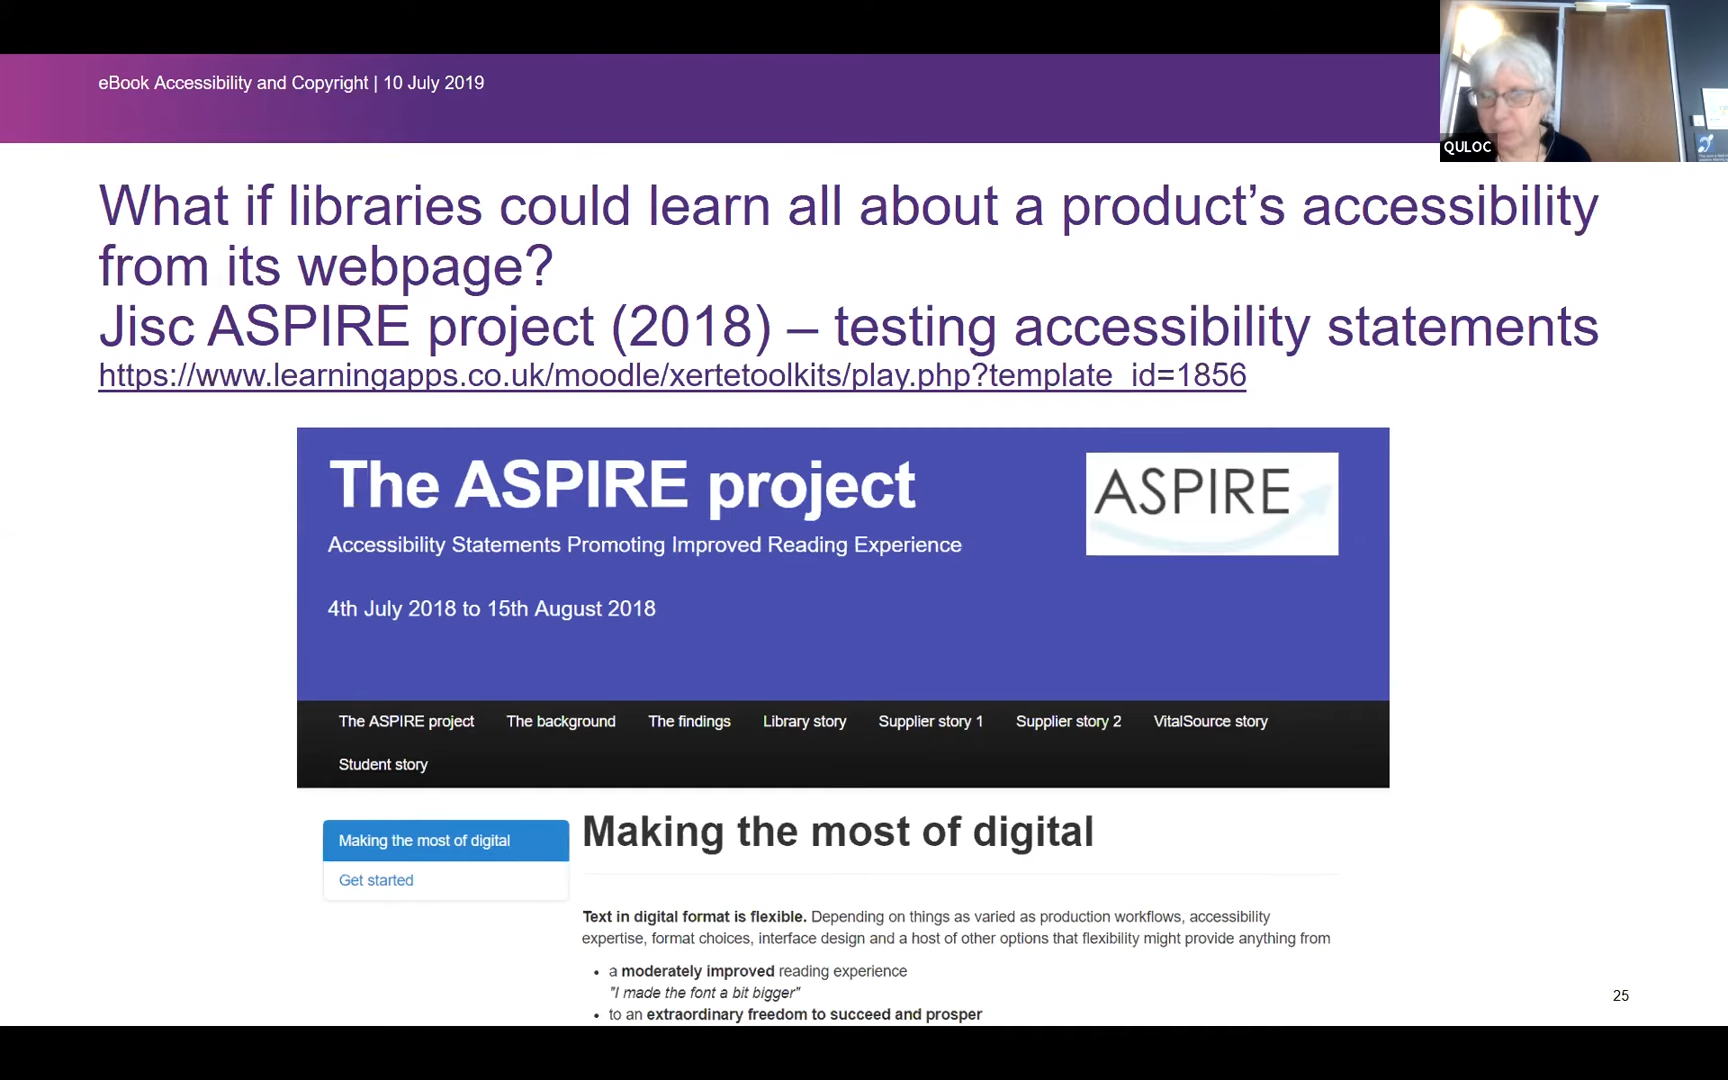 eBook Accessibility and Copyright | 10 July 2019
QULOC
What if libraries could learn all about a product’s accessibility
from its webpage?
Jisc ASPIRE project (2018) – testing accessibility statements
https://www.learningapps.co.uk/moodle/xertetoolkits/play.php?template_id=1856
The ASPIRE project
ASPIRE
Accessibility Statements Promoting Improved Reading Experience
4th July 2018 to 15th August 2018
The ASPIRE project The background The findings Library story Supplier story 1 Supplier story 2 VitalSource story
Student story
Making the most of digital
Get started
Making the most of digital
Text in digital format is flexible. Depending on things as varied as production workflows, accessibility
expertise, format choices, interface design and a host of other options that flexibility might provide anything from
• a moderately improved reading experience
"I made the font a bit bigger"
• to an extraordinary freedom to succeed and prosper
25